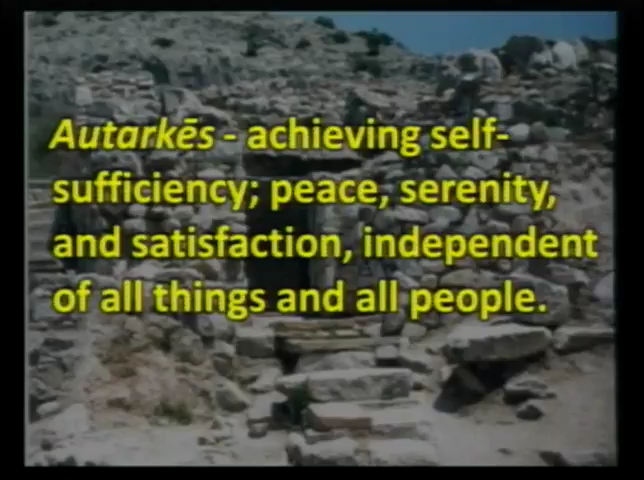 Autarkēs - achieving self-
sufficiency; peace, serenity,
and satisfaction, independent
of all things and all people.